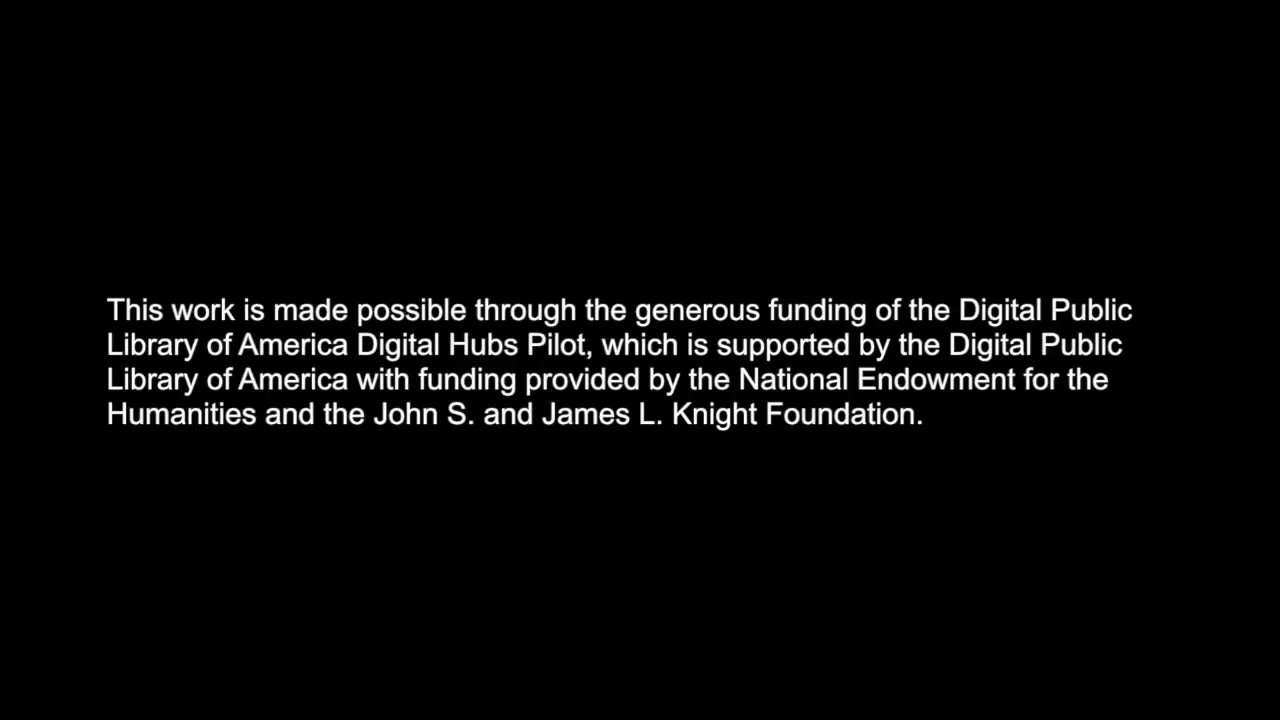 This work is made possible through the generous funding of the Digital Public
Library of America Digital Hubs Pilot, which is supported by the Digital Public
Library of America with funding provided by the National Endowment for the
Humanities and the John S. and James L. Knight Foundation.